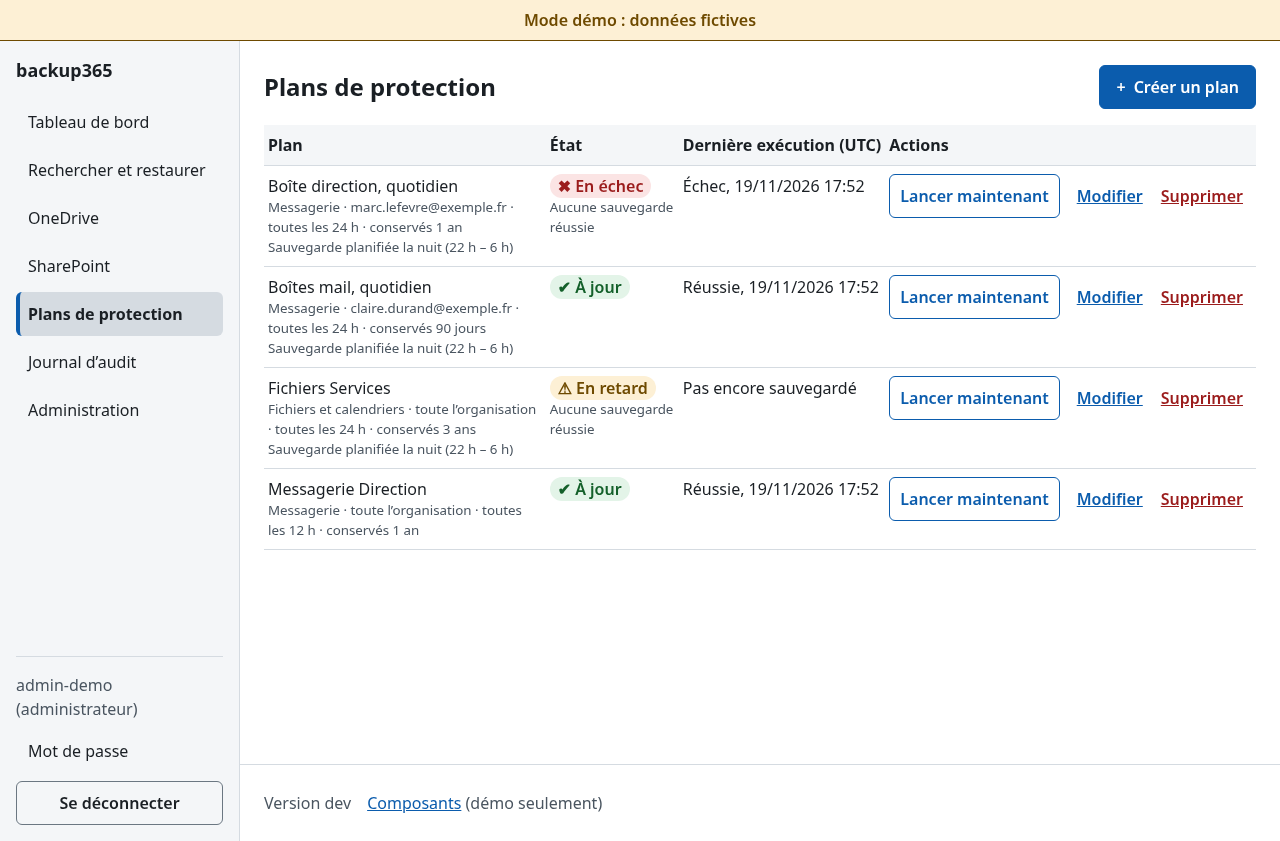 Mode démo : données fictives
backup365
Tableau de bord
Rechercher et restaurer
OneDrive
SharePoint
Plans de protection
Journal d’audit
Administration
admin-demo
(administrateur)
Mot de passe
Se déconnecter
Plans de protection
+ Créer un plan
Plan État Dernière exécution (UTC) Actions
Boîte direction, quotidien
Messagerie · marc.lefevre@exemple.fr ·
toutes les 24 h · conservés 1 an
Sauvegarde planifiée la nuit (22 h – 6 h)
✖ En échec
Aucune sauvegarde
réussie
Échec, 19/11/2026 17:52
Lancer maintenant Modifier Supprimer
Boîtes mail, quotidien
Messagerie · claire.durand@exemple.fr ·
toutes les 24 h · conservés 90 jours
Sauvegarde planifiée la nuit (22 h – 6 h)
✔ À jour
Réussie, 19/11/2026 17:52
Lancer maintenant Modifier Supprimer
Fichiers Services
Fichiers et calendriers · toute l’organisation
· toutes les 24 h · conservés 3 ans
Sauvegarde planifiée la nuit (22 h – 6 h)
⚠ En retard
Aucune sauvegarde
réussie
Pas encore sauvegardé
Lancer maintenant Modifier Supprimer
Messagerie Direction
Messagerie · toute l’organisation · toutes
les 12 h · conservés 1 an
✔ À jour
Réussie, 19/11/2026 17:52
Lancer maintenant Modifier Supprimer
Version dev Composants (démo seulement)